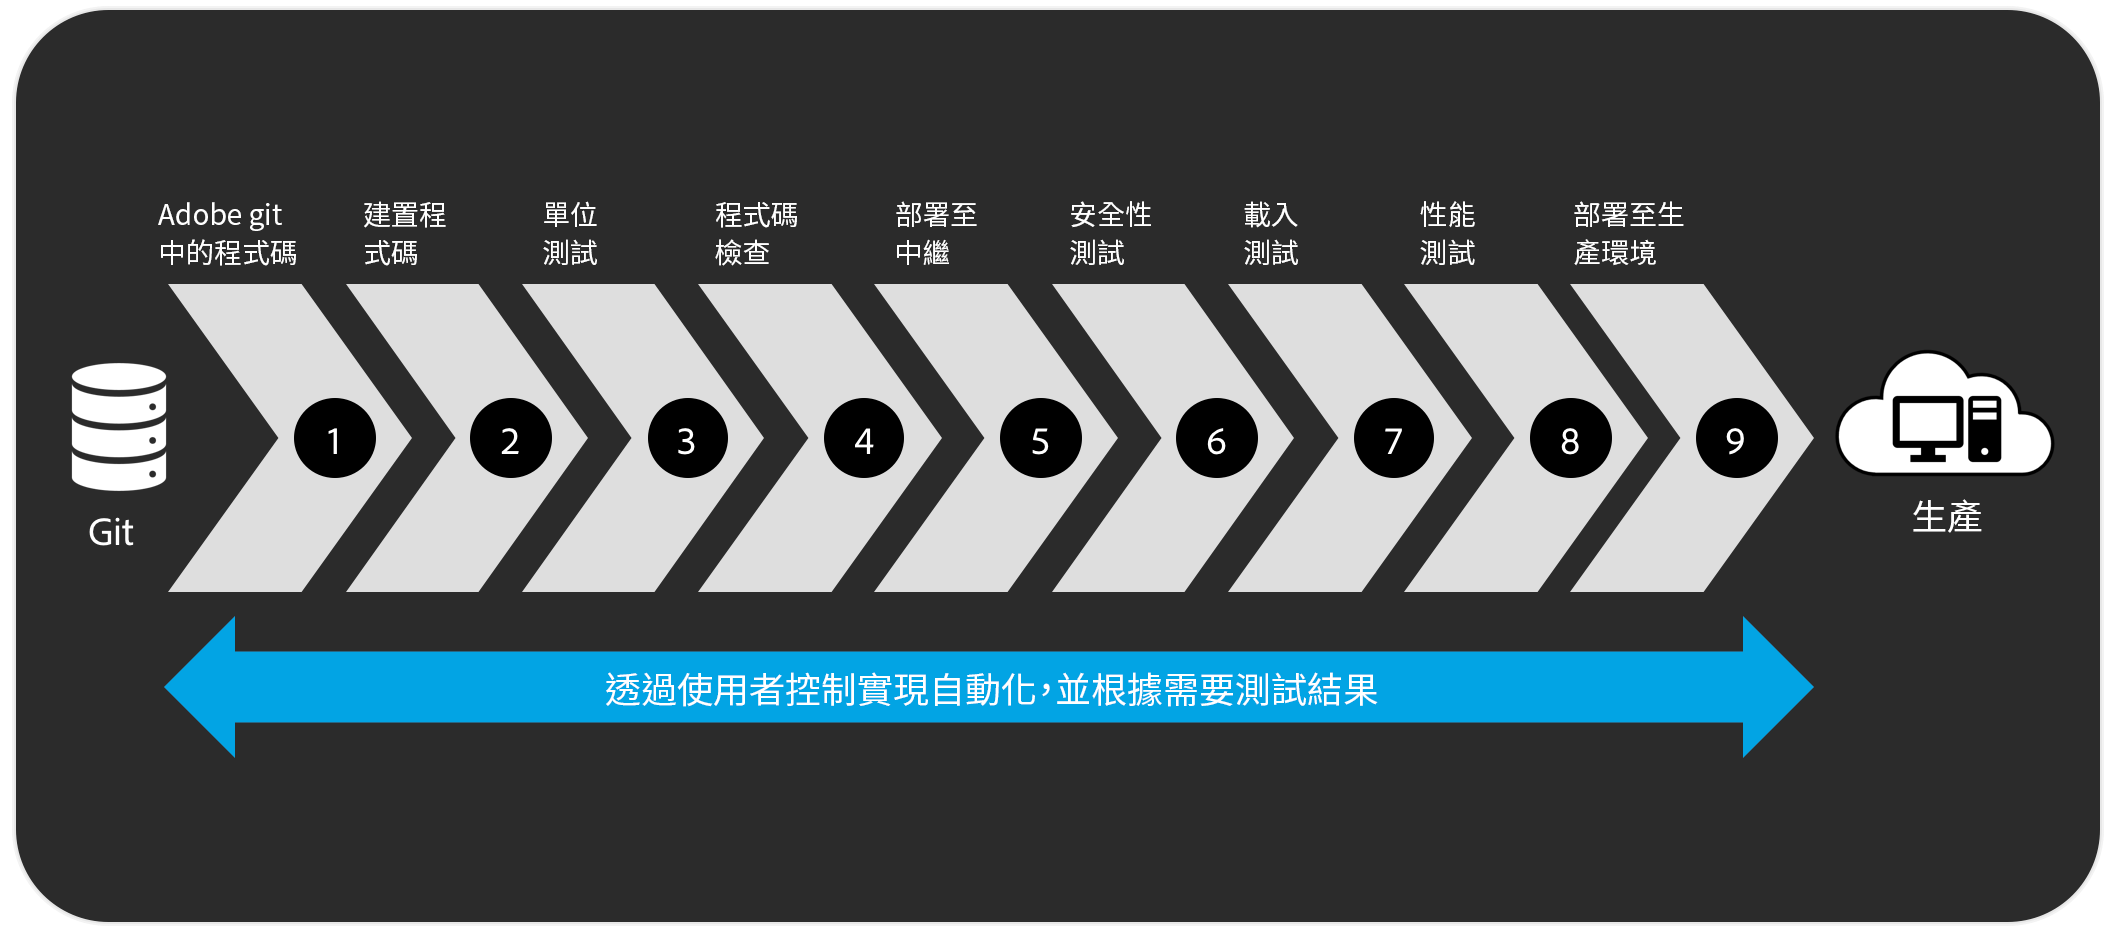 Adobe git
中的程式碼
建置程
式碼
單位
測試
程式碼
檢查
部署至
中繼
安全性
測試
載入
測試
性能
測試
部署至生
產環境
1
2
3
4
5
6
7
8
9
Git
生產
透過使用者控制實現自動化，並根據需要測試結果